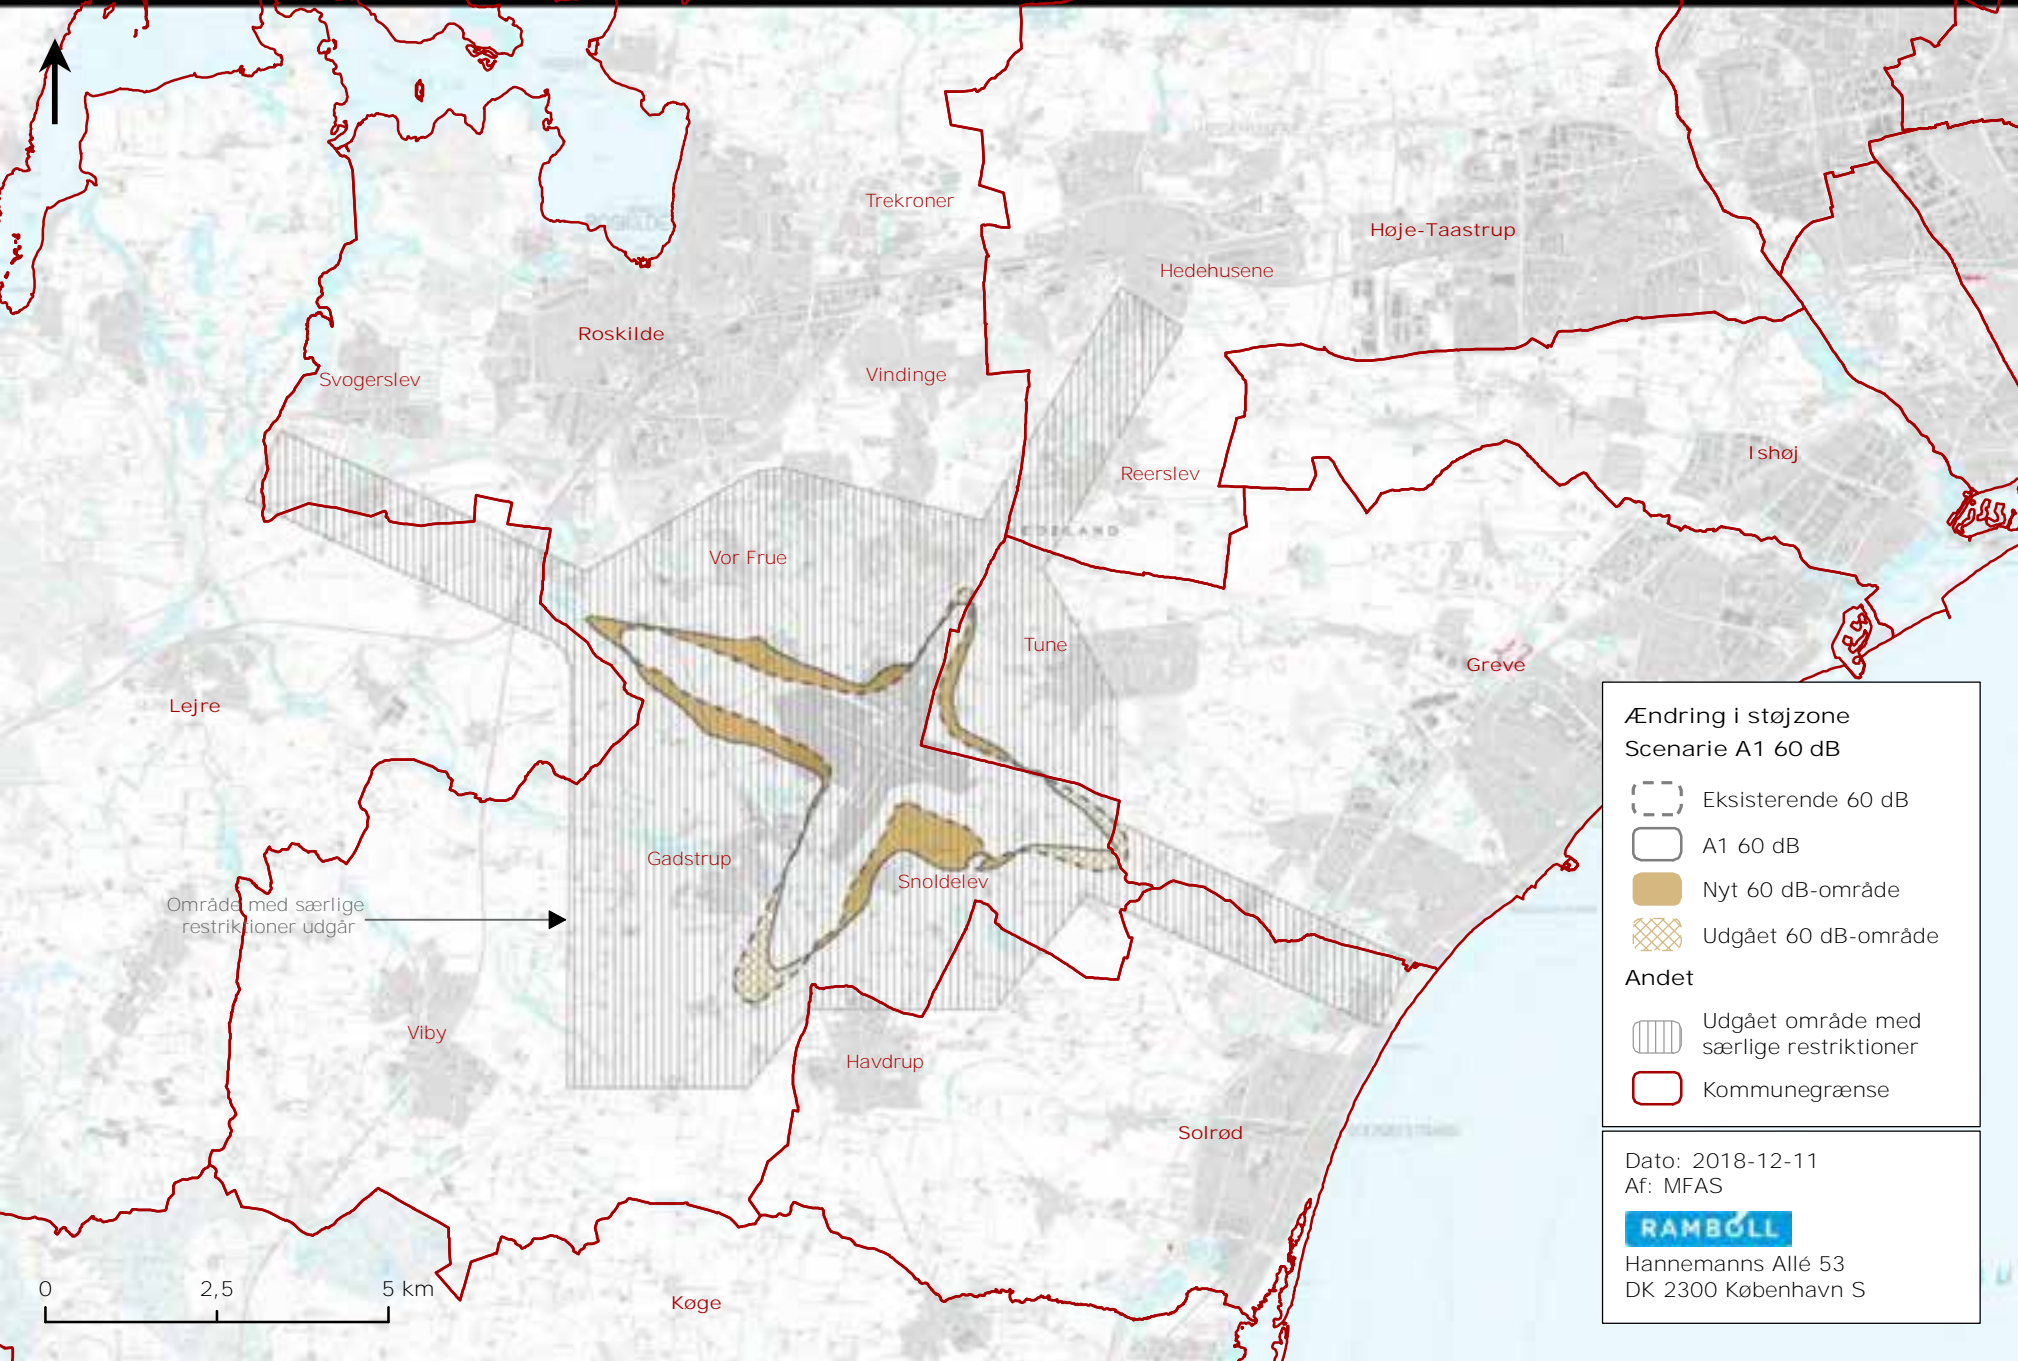 Trekroner
Høje-Taastrup
Hedehusene
Roskilde
Svogerslev
Vindinge
Ishøj
Reerslev
Vor Frue
Tune
Greve
Lejre
Gadstrup
Snoldelev
Område med særlige
restriktioner udgår
Viby
Havdrup
Solrød
Køge
0 2,5 5 km
Ændring i støjzone
Scenarie A1 60 dB
Eksisterende 60 dB
A1 60 dB
Nyt 60 dB-område
Udgået 60 dB-område
Andet
Udgået område med
særlige restriktioner
Kommunegrænse
Dato: 2018-12-11
Af: MFAS
RAMBOLL
Hannemanns Allé 53
DK 2300 København S